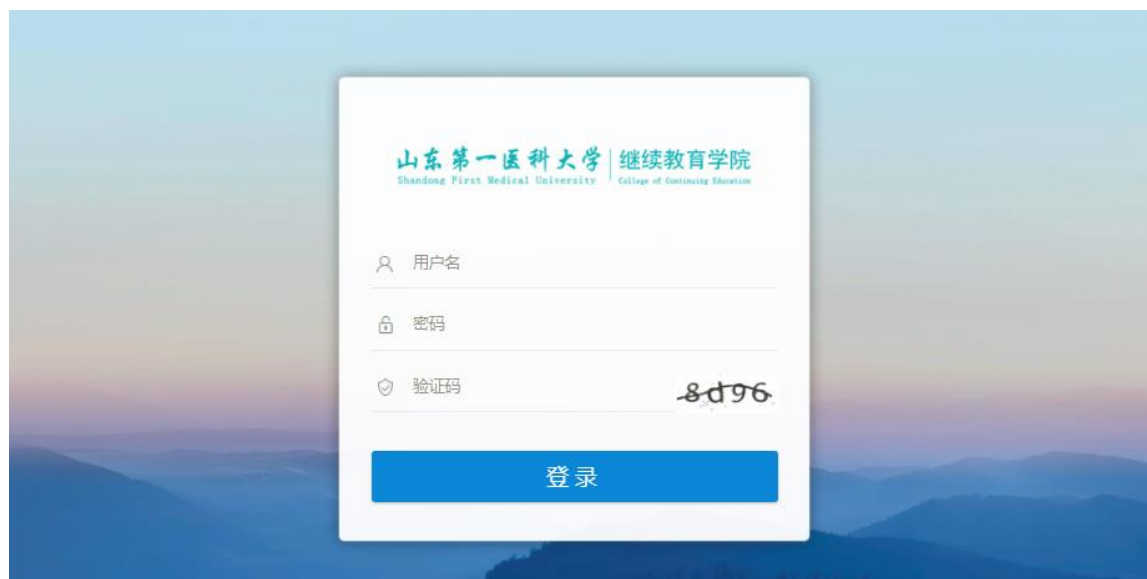 山东第一医科大学 继续教育学院
Shandong First Medical University College of Continuing Education
用户名
密码
验证码 8d96
登录